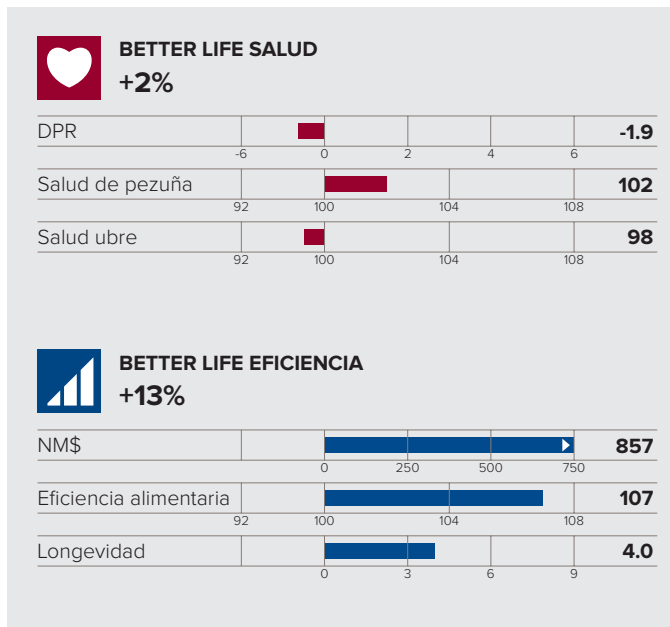 BETTER LIFE SALUD
+2%
DPR -1.9
-6 0 2 4 6
Salud de pezuña 102
92 100 104 108
Salud ubre 98
92 100 104 108
BETTER LIFE EFICIENCIA
+13%
NM$ 857
0 250 500 750
Eficiencia alimentaria 107
92 100 104 108
Longevidad 4.0
0 3 6 9